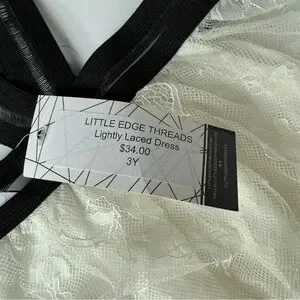 LITTLE EDGE THREADS
Lightly Laced Dress
$34.00
3Y